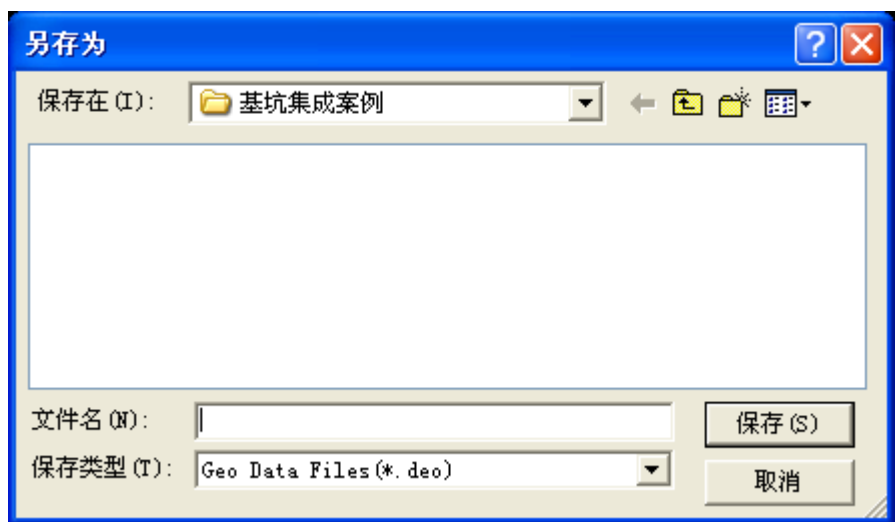 另存为
保存在(I):
基坑集成案例
文件名(N):
保存(S)
保存类型(T):
Geo Data Files(*.deo)
取消